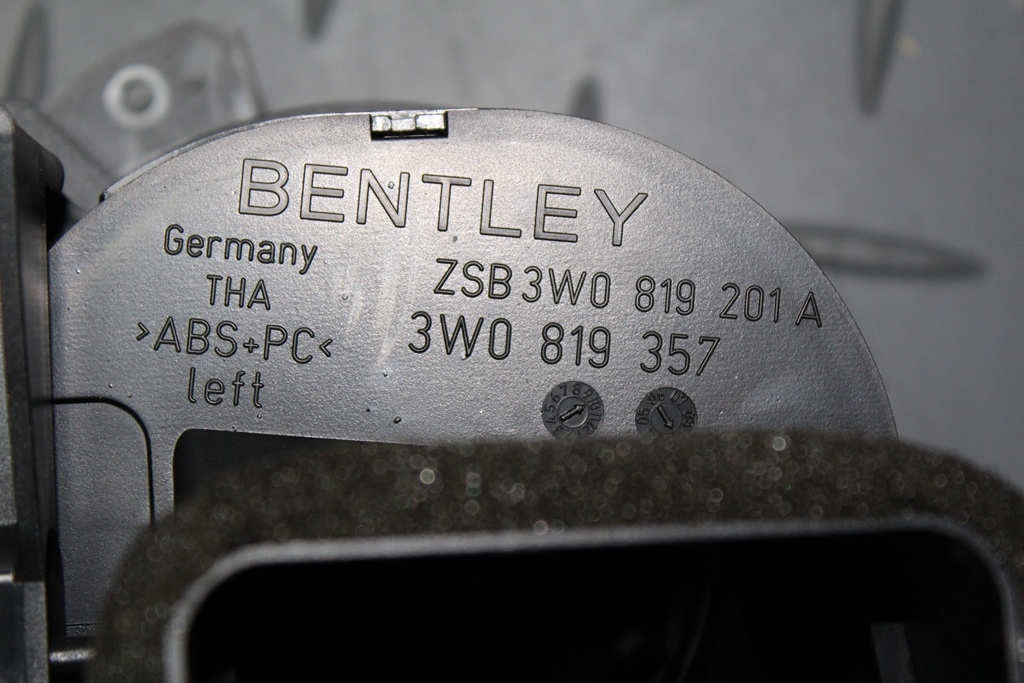 BENTLEY
Germany
THA
>ABS+PC<
left
ZSB 3W0 819 201 A
3W0 819 357